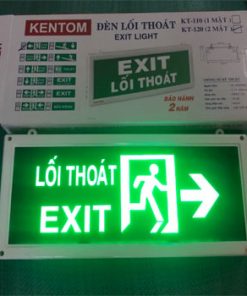 KENTOM
ĐÈN LỐI THOÁT
EXIT LIGHT
KT-110 (1 MẶT)
KT-120 (2 MẶT)
EXIT
LỐI THOÁT
BẢO HÀNH
2 NĂM
LỐI THOÁT
EXIT